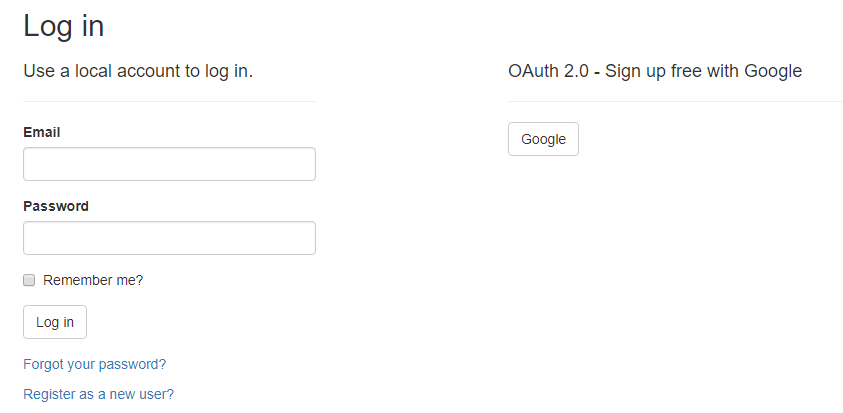 Log in
Use a local account to log in.
Email
Password
Remember me?
Log in
Forgot your password?
Register as a new user?
OAuth 2.0 - Sign up free with Google
Google